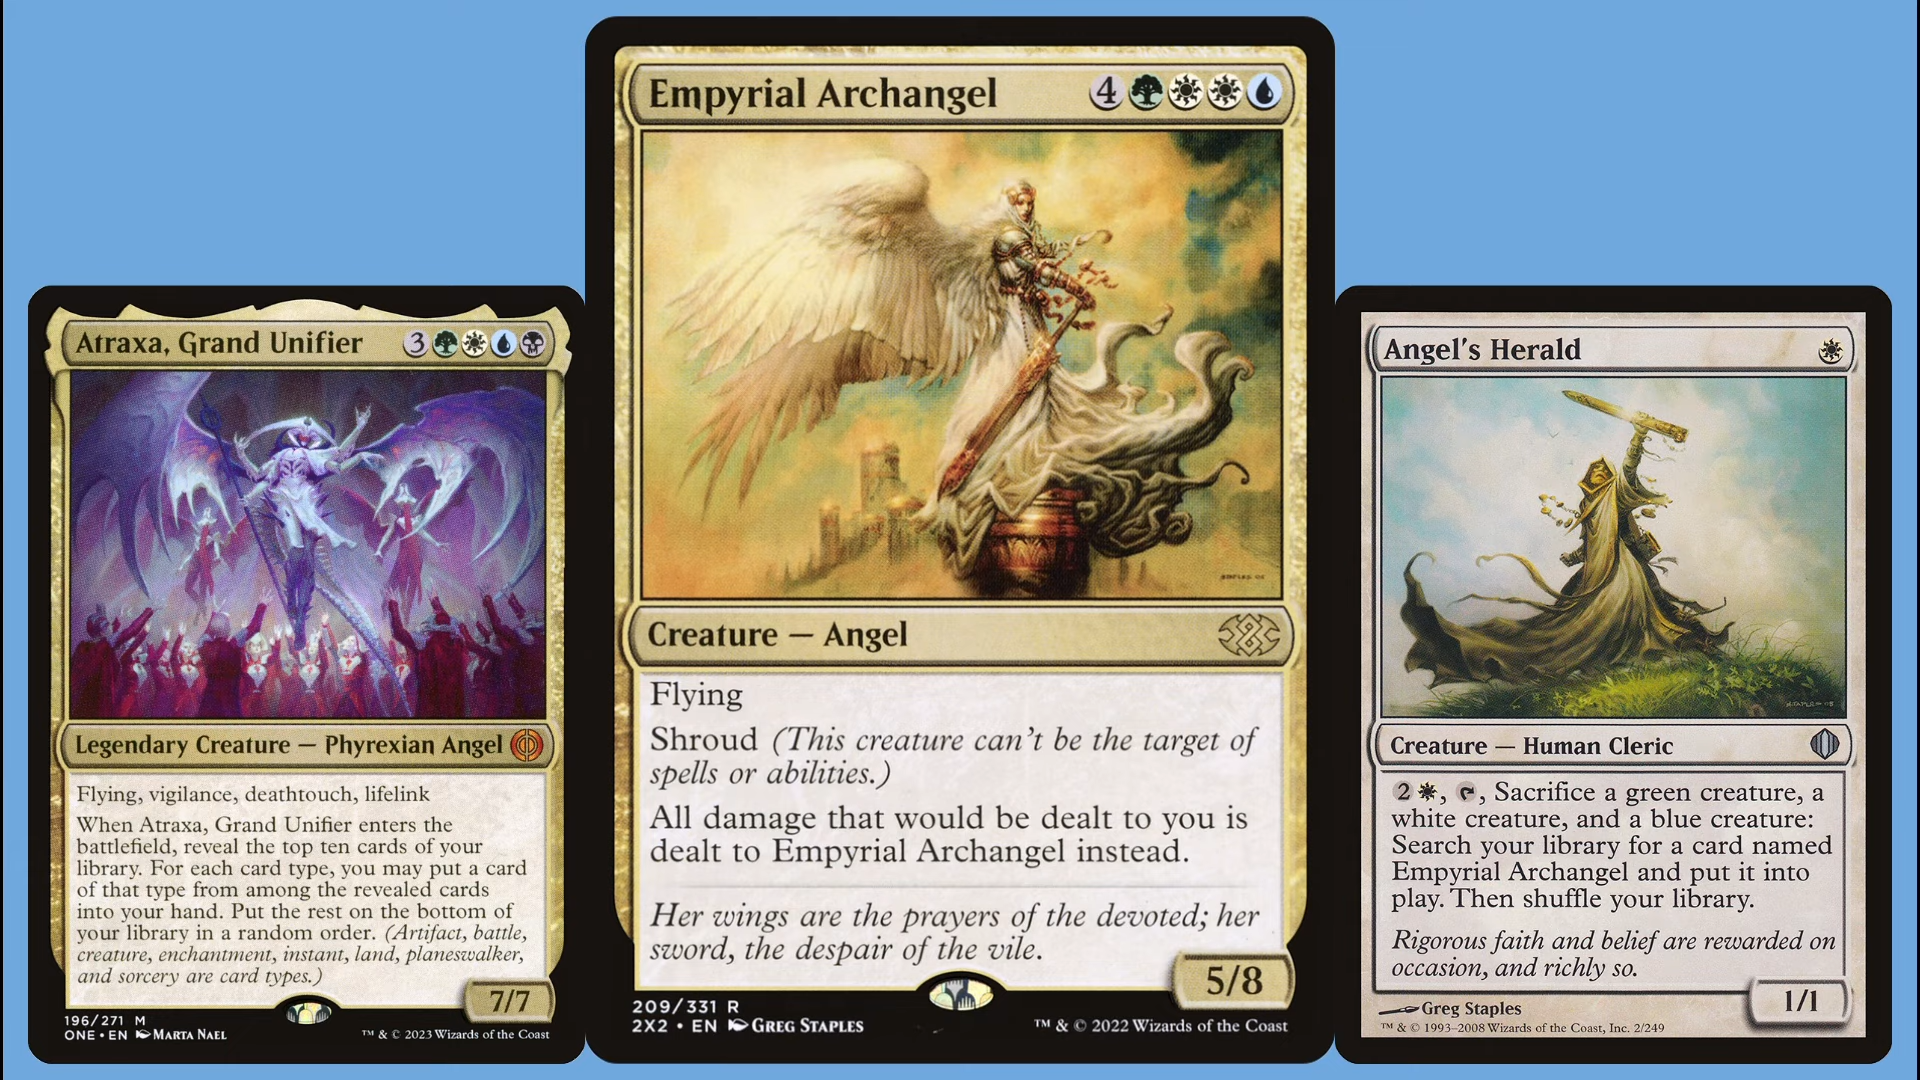 Atraxa, Grand Unifier 3
Legendary Creature — Phyrexian Angel
Flying, vigilance, deathtouch, lifelink
When Atraxa, Grand Unifier enters the
battlefield, reveal the top ten cards of your
library. For each card type, you may put a card
of that type from among the revealed cards
into your hand. Put the rest on the bottom of
your library in a random order. (Artifact, battle,
creature, enchantment, instant, land, planeswalker,
and sorcery are card types.)
7/7
196/271 M
ONE • EN MARTA NAEL
™ & © 2023 Wizards of the Coast
Empyrial Archangel 4
STAPLES
Creature — Angel
Flying
Shroud (This creature can't be the target of
spells or abilities.)
All damage that would be dealt to you is
dealt to Empyrial Archangel instead.
Her wings are the prayers of the devoted; her
sword, the despair of the vile.
5/8
209/331 R
2X2 • EN GREG STAPLES
™ & © 2022 Wizards of the Coast
Angel's Herald
Creature — Human Cleric
2 , , Sacrifice a green creature, a
white creature, and a blue creature:
Search your library for a card named
Empyrial Archangel and put it into
play. Then shuffle your library.
Rigorous faith and belief are rewarded on
occasion, and richly so.
1/1
Greg Staples
™ & © 1993–2008 Wizards of the Coast, Inc. 2/249